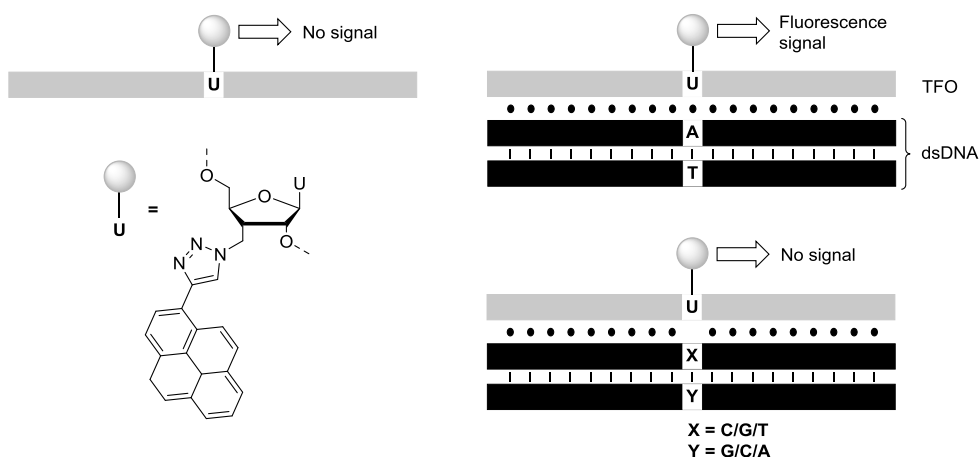 No signal
U
U
=
O
O
U
O
N
N
N
Fluorescence
signal
U
TFO
A
T
dsDNA
No signal
U
X
Y
X = C/G/T
Y = G/C/A